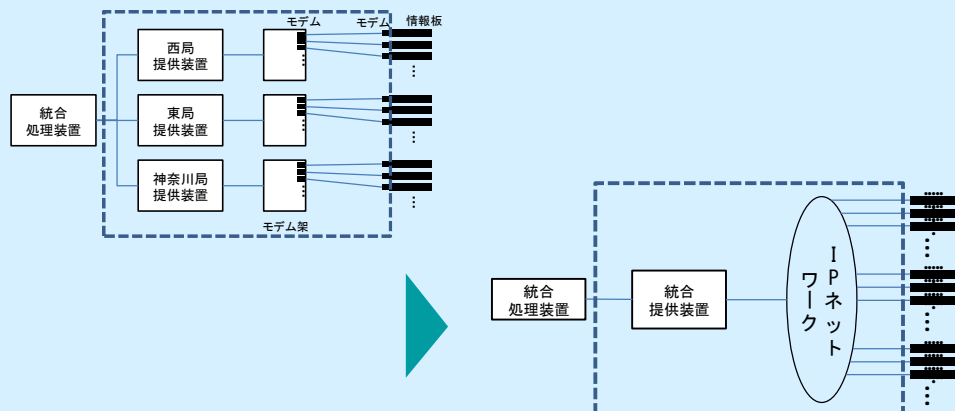 モデム
モデム
情報板
西局
提供装置
統合
処理装置
東局
提供装置
神奈川局
提供装置
モデム架
統合
処理装置
統合
提供装置
IPネット
ワーク